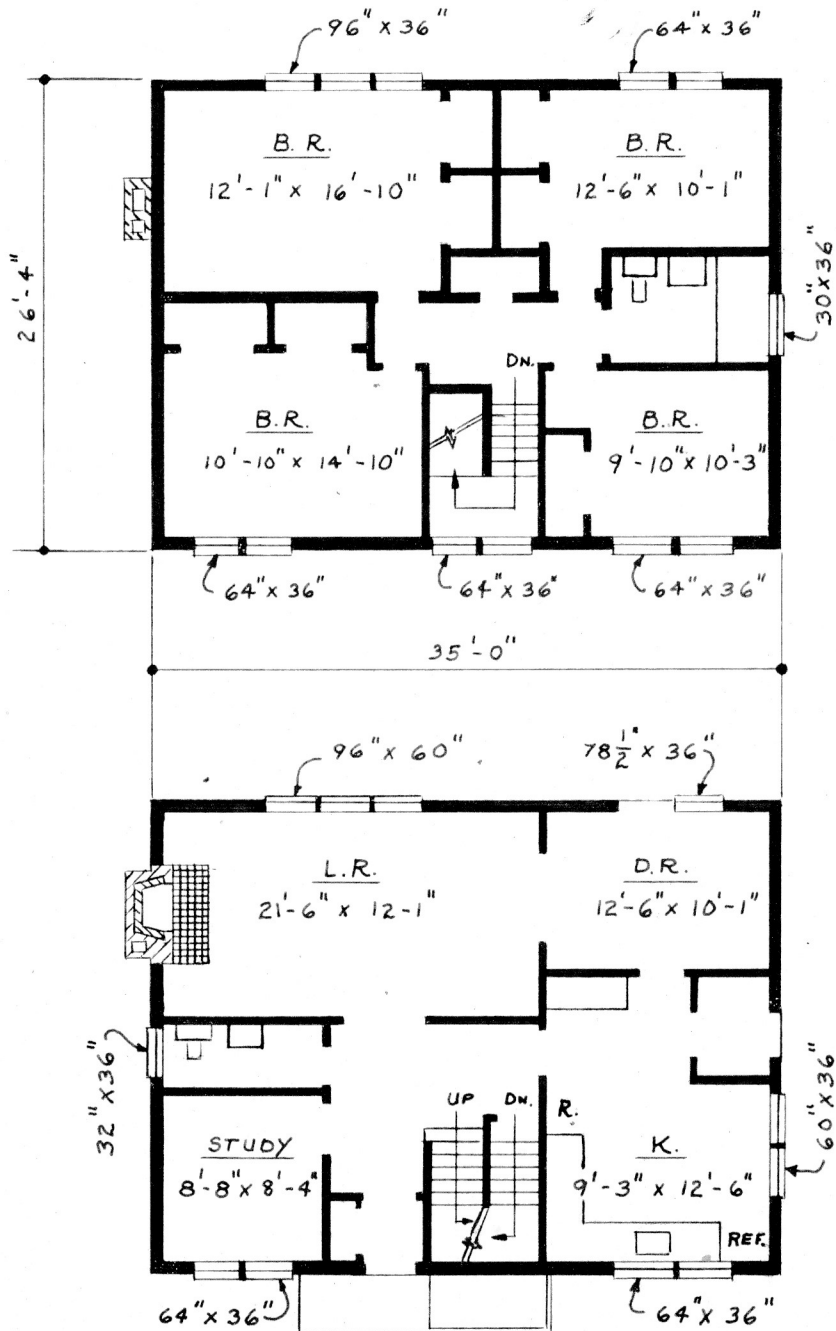 96" x 36"
64" x 36"
B. R.
12'-1" x 16'-10"
B. R.
12'-6" x 10'-1"
26'-4"
30" x 36"
DN.
B. R.
10'-10" x 14'-10"
B. R.
9'-10" x 10'-3"
64" x 36"
64" x 36"
64" x 36"
35'-0"
96" x 60"
78 1/2" x 36"
L. R.
21'-6" x 12-1"
D. R.
12'-6" x 10'-1"
32" x 36"
UP
DN.
R.
60" x 36"
STUDY
8'-8" x 8'-4"
K.
9'-3" x 12'-6"
REF.
64" x 36"
64" x 36"